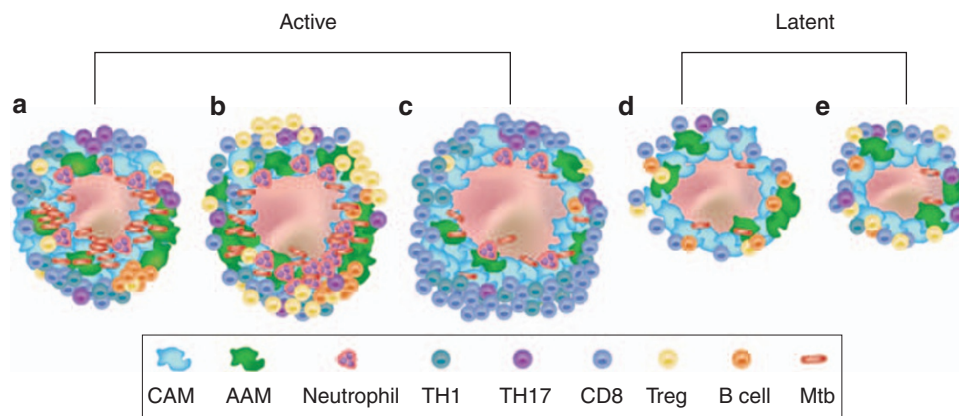 Active
Latent
a
b
c
d
e
CAM
AAM
Neutrophil
TH1
TH17
CD8
Treg
B cell
Mtb